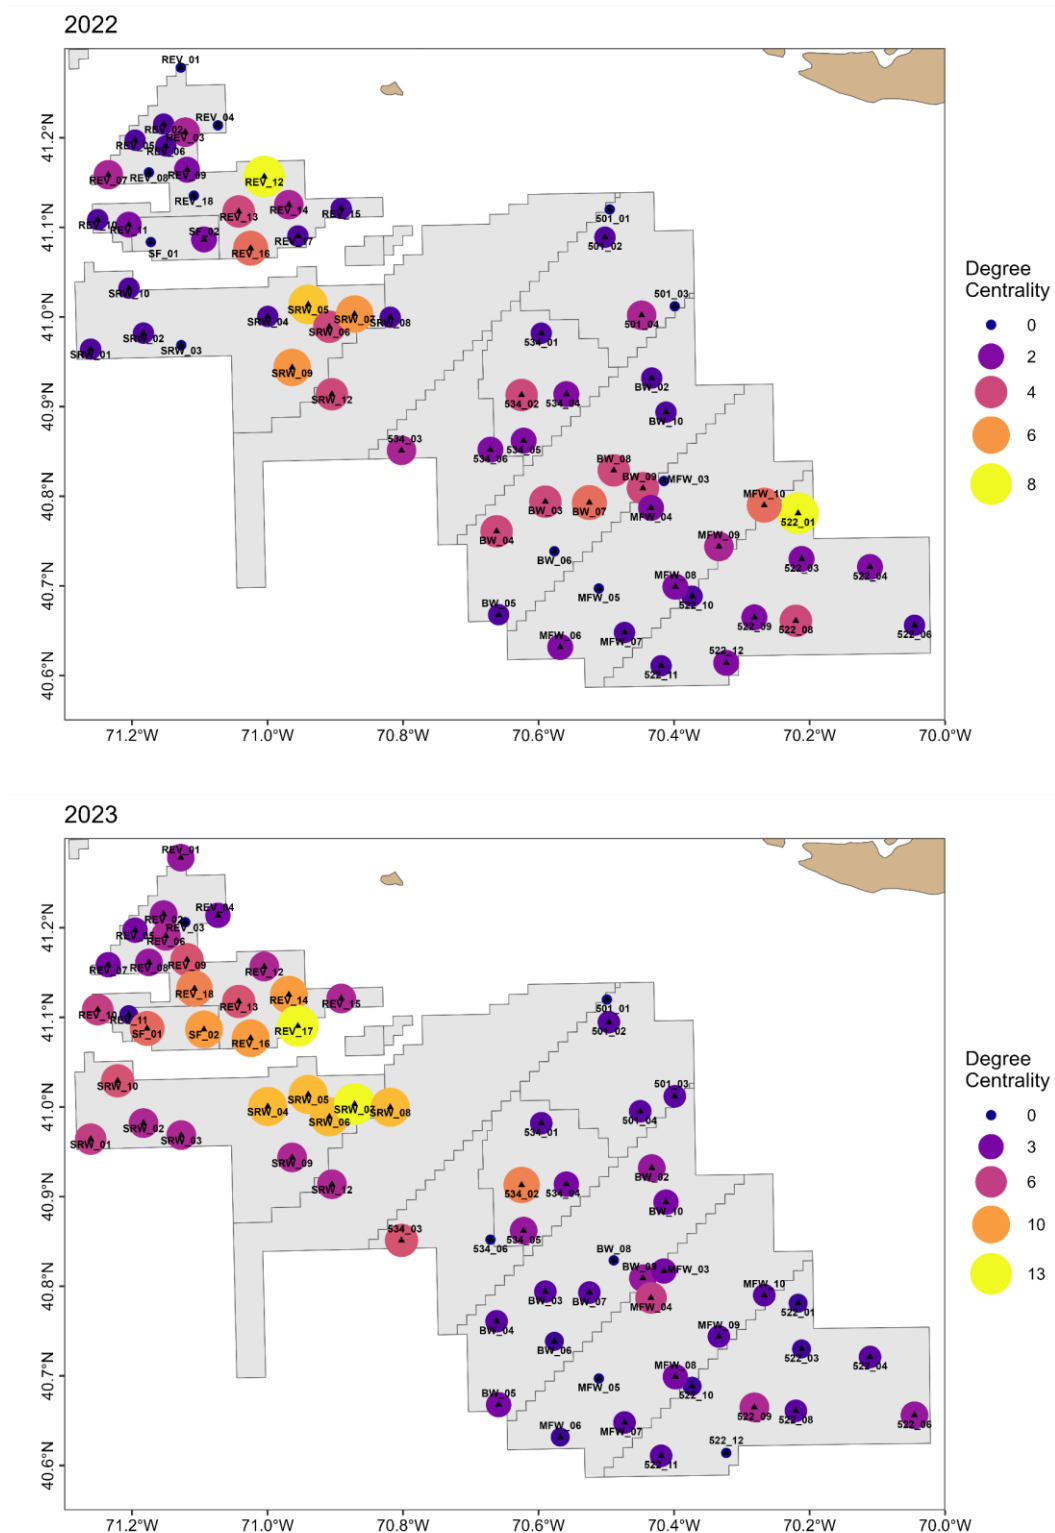 2022
REV_01
REV_04
REV_02
REV_03
REV_05
REV_06
REV_07
REV_08
REV_09
REV_12
REV_18
REV_13
REV_14
REV_15
REV_10
REV_11
SF_02
REV_17
SF_01
REV_16
SRW_10
SRW_05
SRW_07
SRW_04
SRW_08
SRW_06
SRW_02
SRW_01
SRW_03
SRW_09
SRW_12
501_01
501_02
501_03
501_04
534_01
BW_02
534_02
534_04
BW_10
534_03
534_05
534_06
BW_08
BW_09
MFW_03
MFW_10
BW_03
BW_07
MFW_04
522_01
BW_04
MFW_09
BW_06
522_03
MFW_08
522_04
MFW_05
BW_05
522_10
522_09
522_08
MFW_06
MFW_07
522_06
522_12
522_11
41.2°N
41.1°N
41.0°N
40.9°N
40.8°N
40.7°N
40.6°N
71.2°W
71.0°W
70.8°W
70.6°W
70.4°W
70.2°W
70.0°W
Degree
Centrality
0
2
4
6
8
2023
REV_01
REV_04
REV_02
REV_03
REV_05
REV_06
REV_07
REV_08
REV_09
REV_12
REV_18
REV_13
REV_14
REV_15
REV_10
REV_11
SF_01
SF_02
REV_17
REV_16
SRW_10
SRW_05
SRW_04
SRW_07
SRW_08
SRW_06
SRW_02
SRW_03
SRW_01
SRW_09
SRW_12
501_01
501_02
501_03
501_04
534_01
BW_02
534_02
534_04
BW_10
534_03
534_05
534_06
BW_08
BW_09
MFW_03
MFW_10
BW_03
BW_07
MFW_04
522_01
BW_04
MFW_09
BW_06
522_03
MFW_08
522_04
MFW_05
522_10
BW_05
522_09
522_08
522_06
MFW_06
MFW_07
522_12
522_11
41.2°N
41.1°N
41.0°N
40.9°N
40.8°N
40.7°N
40.6°N
71.2°W
71.0°W
70.8°W
70.6°W
70.4°W
70.2°W
70.0°W
Degree
Centrality
0
3
6
10
13